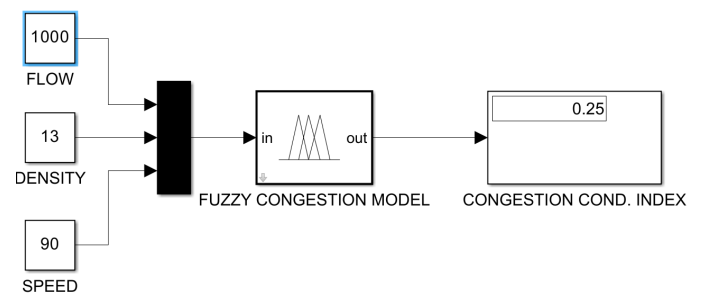 1000
FLOW
13
DENSITY
90
SPEED
in
out
FUZZY CONGESTION MODEL
0.25
CONGESTION COND. INDEX